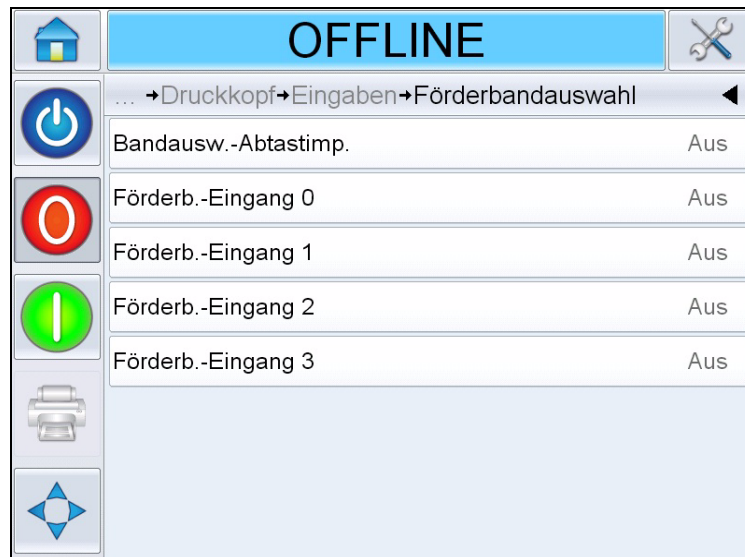 OFFLINE
... →Druckkopf→Eingaben→Förderbandauswahl
Bandausw.-Abtastimp. Aus
Förderb.-Eingang 0 Aus
Förderb.-Eingang 1 Aus
Förderb.-Eingang 2 Aus
Förderb.-Eingang 3 Aus